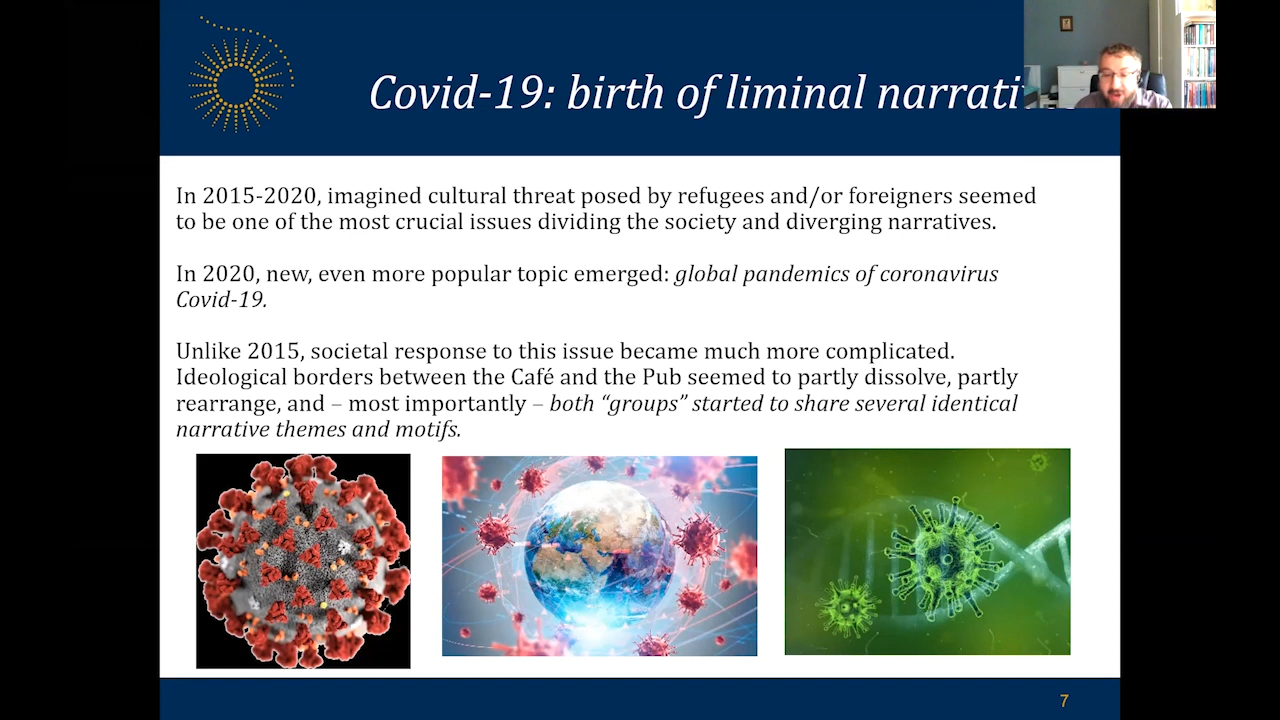 Covid-19: birth of liminal
In 2015-2020, imagined cultural threat posed by refugees and/or foreigners seemed
to be one of the most crucial issues dividing the society and diverging narratives.
In 2020, new, even more popular topic emerged: global pandemics of coronavirus
Covid-19.
Unlike 2015, societal response to this issue became much more complicated.
Ideological borders between the Café and the Pub seemed to partly dissolve, partly
rearrange, and – most importantly – both “groups” started to share several identical
narrative themes and motifs.
7